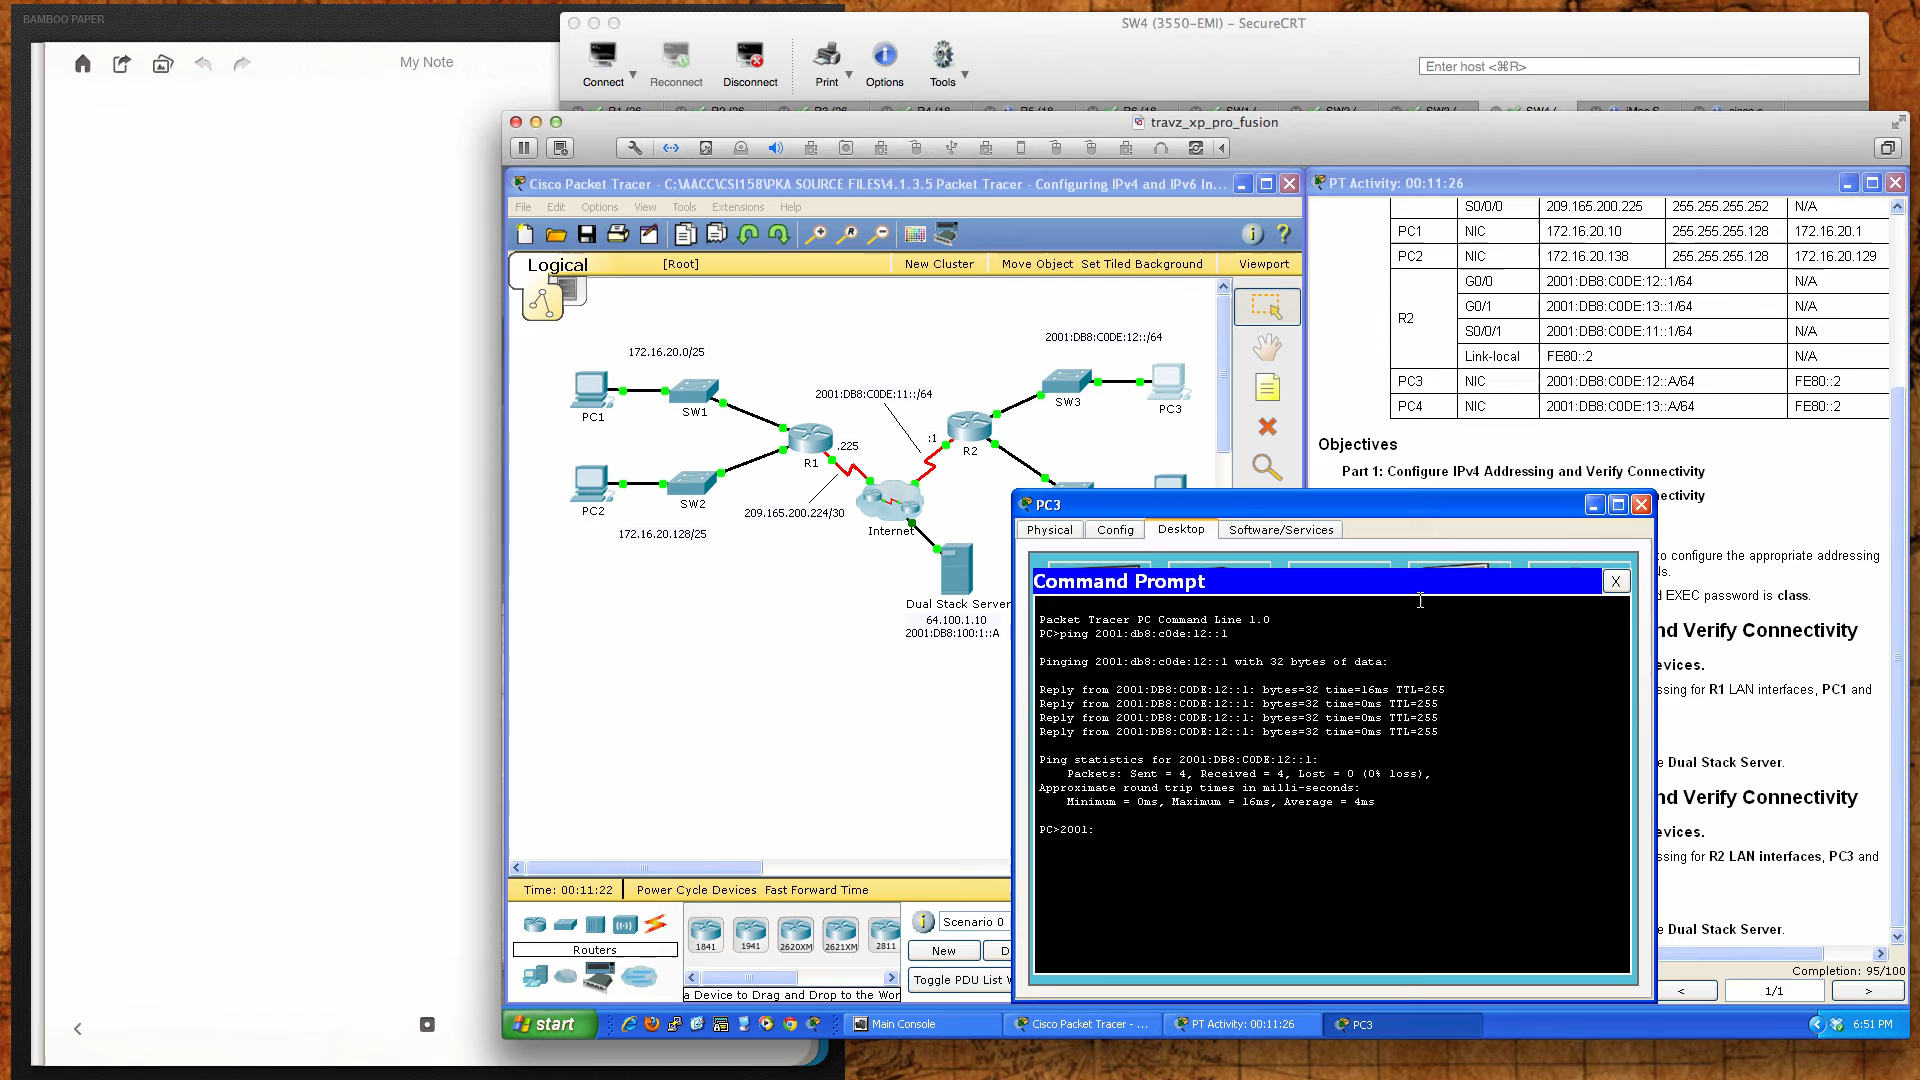 BAMBOO PAPER
My Note
SW4 (3550-EMI) – SecureCRT
Connect
Reconnect
Disconnect
Print
Options
Tools
Enter host <⌘R>
travz_xp_pro_fusion
Cisco Packet Tracer - C:\AACC\CSI158\PKA SOURCE FILES\4.1.3.5 Packet Tracer - Configuring IPv4 and IPv6 In...
File Edit Options View Tools Extensions Help
Logical
[Root]
New Cluster
Move Object
Set Tiled Background
Viewport
172.16.20.0/25
2001:DB8:C0DE:12::/64
2001:DB8:C0DE:11::/64
PC1
SW1
SW3
PC3
.225
:1
R1
R2
PC2
SW2
209.165.200.224/30
Internet
172.16.20.128/25
Dual Stack Server
64.100.1.10
2001:DB8:100:1::A
Time: 00:11:22
Power Cycle Devices Fast Forward Time
Routers
1841
1941
2620XM
2621XM
2811
Scenario 0
New
D
Toggle PDU List W
a Device to Drag and Drop to the Wor
PT Activity: 00:11:26
S0/0/0 209.165.200.225 255.255.255.252 N/A
PC1 NIC 172.16.20.10 255.255.255.128 172.16.20.1
PC2 NIC 172.16.20.138 255.255.255.128 172.16.20.129
G0/0 2001:DB8:C0DE:12::1/64 N/A
G0/1 2001:DB8:C0DE:13::1/64 N/A
R2
S0/0/1 2001:DB8:C0DE:11::1/64 N/A
Link-local FE80::2 N/A
PC3 NIC 2001:DB8:C0DE:12::A/64 FE80::2
PC4 NIC 2001:DB8:C0DE:13::A/64 FE80::2
Objectives
Part 1: Configure IPv4 Addressing and Verify Connectivity
nectivity
to configure the appropriate addressing
EXEC password is class.
nd Verify Connectivity
vices.
ssing for R1 LAN interfaces, PC1 and
e Dual Stack Server.
nd Verify Connectivity
evices.
ssing for R2 LAN interfaces, PC3 and
e Dual Stack Server.
Completion: 95/100
<
1/1
>
PC3
Physical
Config
Desktop
Software/Services
Command Prompt
X
Packet Tracer PC Command Line 1.0
PC>ping 2001:db8:c0de:12::1
Pinging 2001:db8:c0de:12::1 with 32 bytes of data:
Reply from 2001:DB8:C0DE:12::1: bytes=32 time=16ms TTL=255
Reply from 2001:DB8:C0DE:12::1: bytes=32 time=0ms TTL=255
Reply from 2001:DB8:C0DE:12::1: bytes=32 time=0ms TTL=255
Reply from 2001:DB8:C0DE:12::1: bytes=32 time=0ms TTL=255
Ping statistics for 2001:DB8:C0DE:12::1:
Packets: Sent = 4, Received = 4, Lost = 0 (0% loss),
Approximate round trip times in milli-seconds:
Minimum = 0ms, Maximum = 16ms, Average = 4ms
PC>2001:
start
Main Console
Cisco Packet Tracer - ...
PT Activity: 00:11:26
PC3
6:51 PM